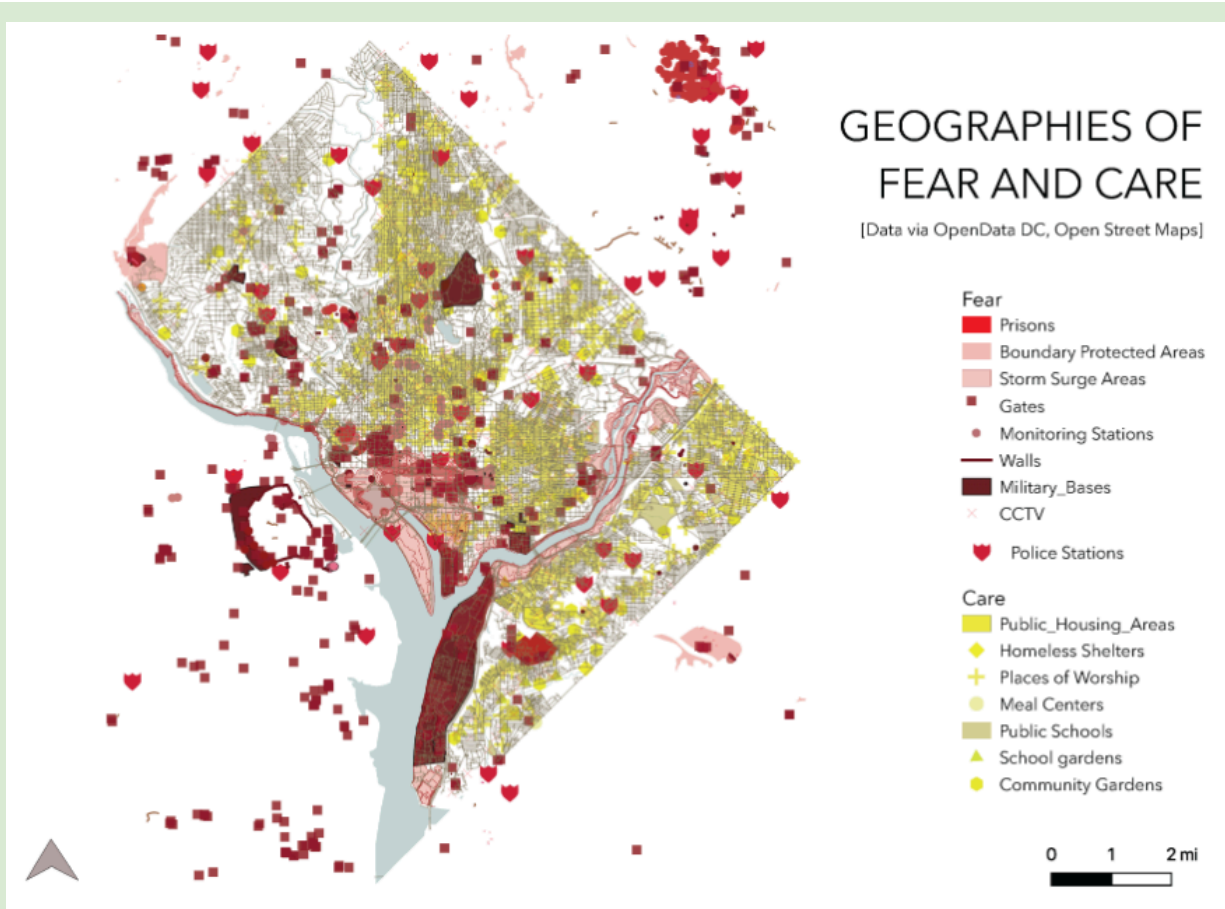 GEOGRAPHIES OF
FEAR AND CARE
[Data via OpenData DC, Open Street Maps]
Fear
Prisons
Boundary Protected Areas
Storm Surge Areas
Gates
Monitoring Stations
Walls
Military_Bases
CCTV
Police Stations
Care
Public_Housing_Areas
Homeless Shelters
Places of Worship
Meal Centers
Public Schools
School gardens
Community Gardens
0 1 2 mi